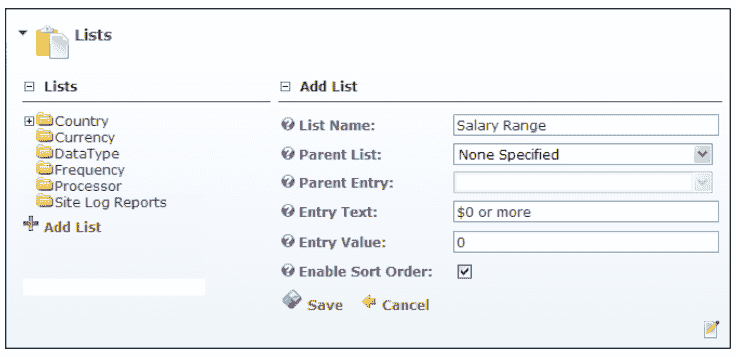 Lists
Lists
Country
Currency
DataType
Frequency
Processor
Site Log Reports
Add List
Add List
List Name: Salary Range
Parent List: None Specified
Parent Entry:
Entry Text: $0 or more
Entry Value: 0
Enable Sort Order:
Save Cancel